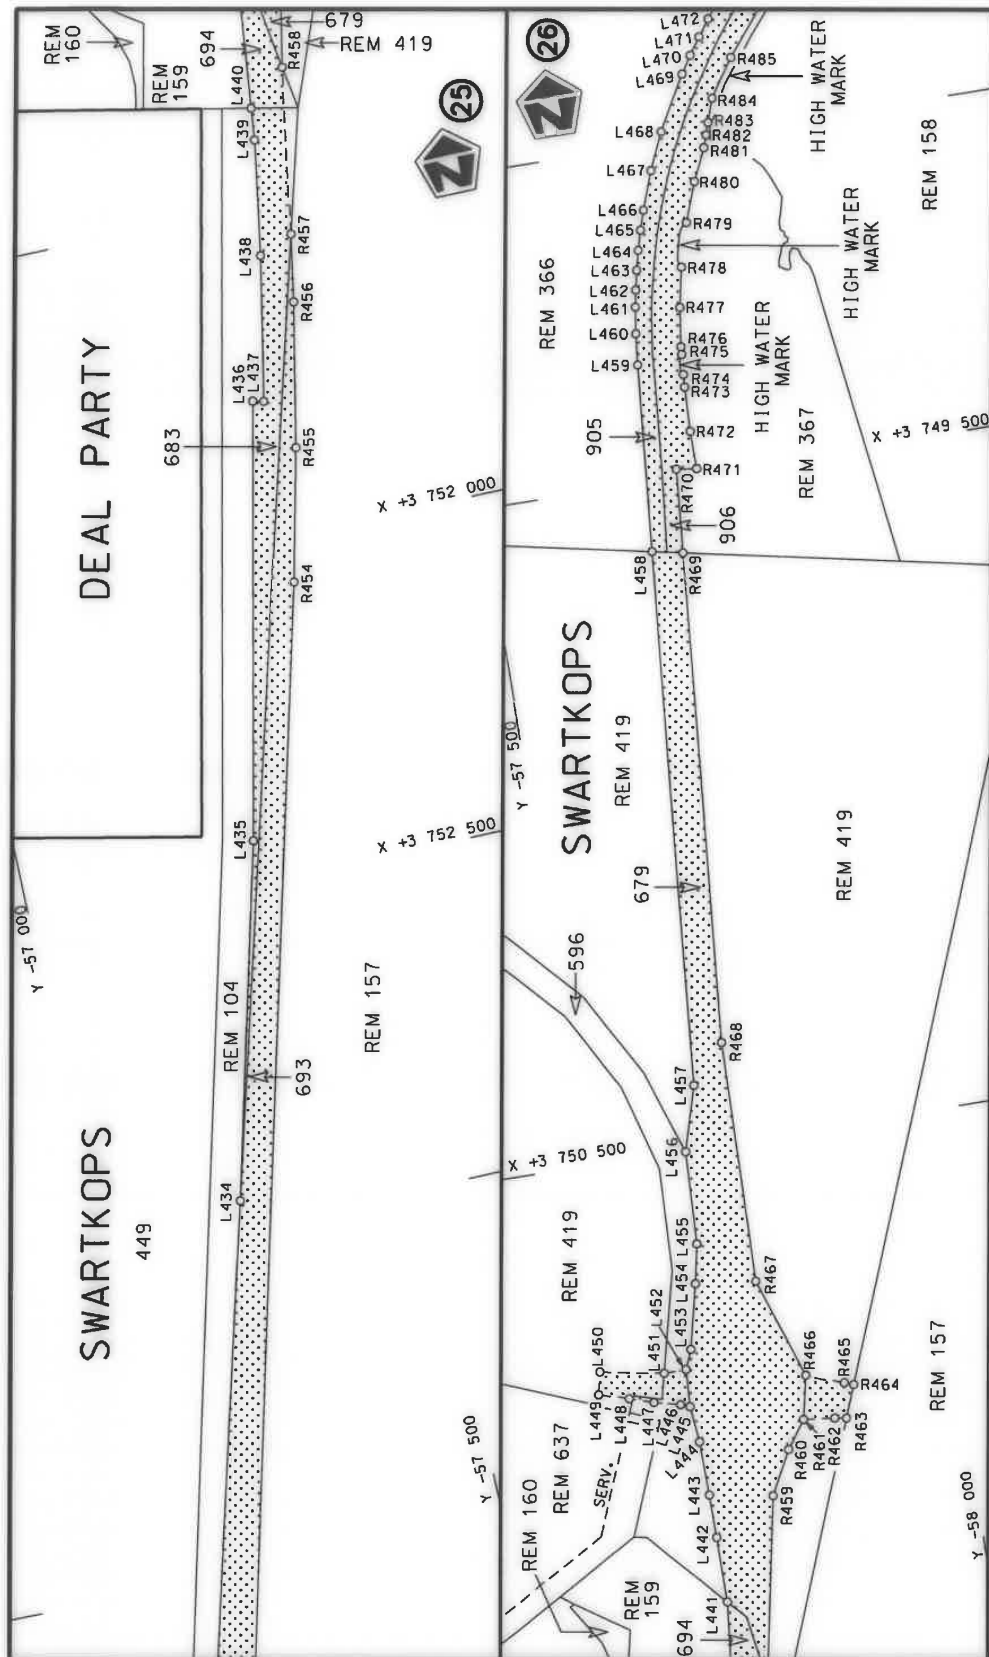 REM
160
REM
159
694
679
R458
REM 419
L440
L439
25
N
R457
L438
R456
L436
L437
683
R455
X +3 752 000
DEAL PARTY
R454
L435
X +3 752 500
Y -57 000
REM 104
REM 157
693
SWARTKOPS
449
L434
26
N
L472
L471
L470
L469
R485
HIGH WATER
MARK
R484
R483
R482
R481
L468
L467
R480
REM 158
L466
L465
L464
L463
L462
L461
L460
L459
R479
R478
HIGH WATER
MARK
REM 366
R477
R476
R475
R474
R473
HIGH WATER
MARK
905
R472
R471
R470
REM 367
X +3 749 500
906
L458
R469
SWARTKOPS
REM 419
Y -57 500
679
REM 419
596
R468
L457
L456
X +3 750 500
L455
L454
REM 419
R467
L453
L452
L451
L450
L449
L448
L447
L446
L445
L444
R466
R465
R464
R463
R462
R461
R460
REM 157
REM 637
SERV.
Y -57 500
R459
L443
L442
REM 160
Y -58 000
REM
159
L441
694